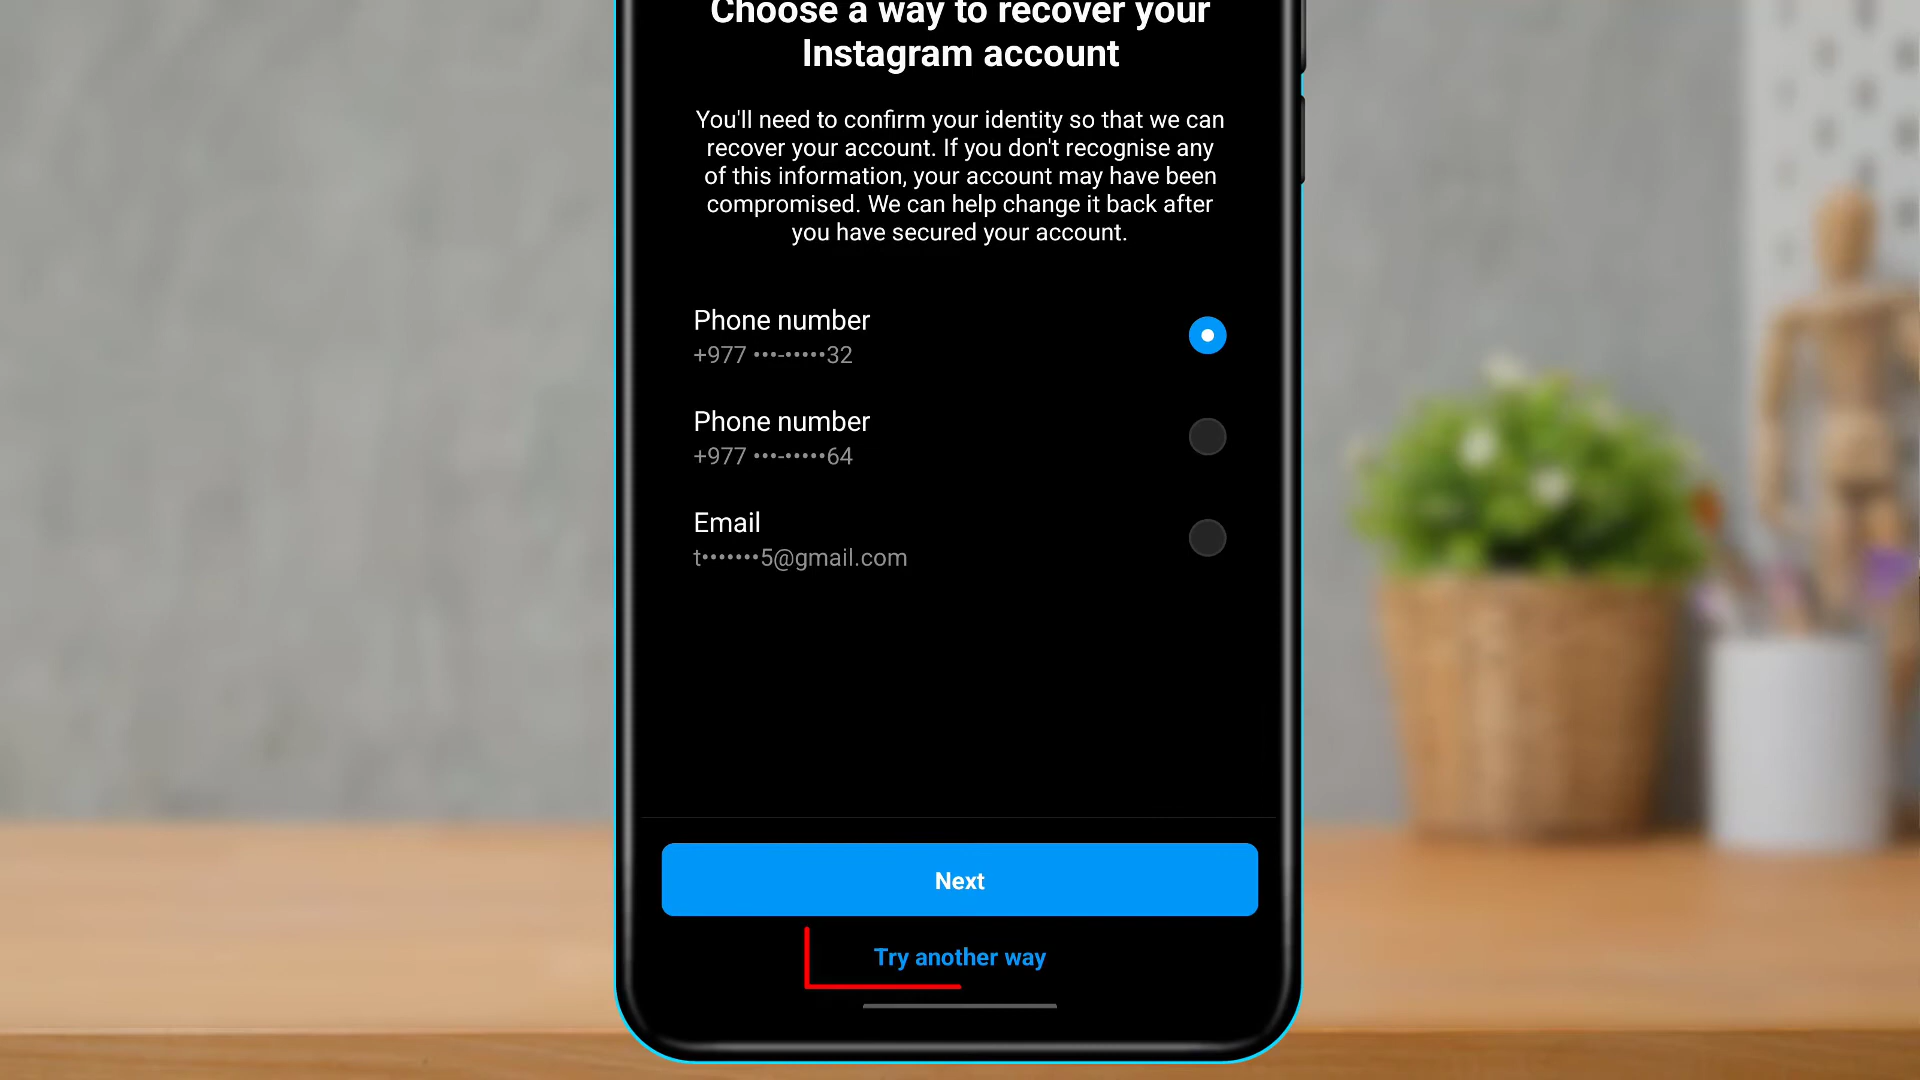 Choose a way to recover your
Instagram account
You'll need to confirm your identity so that we can
recover your account. If you don't recognise any
of this information, your account may have been
compromised. We can help change it back after
you have secured your account.
Phone number
+977 •••-•••••32
Phone number
+977 •••-•••••64
Email
t•••••••5@gmail.com
Next
Try another way